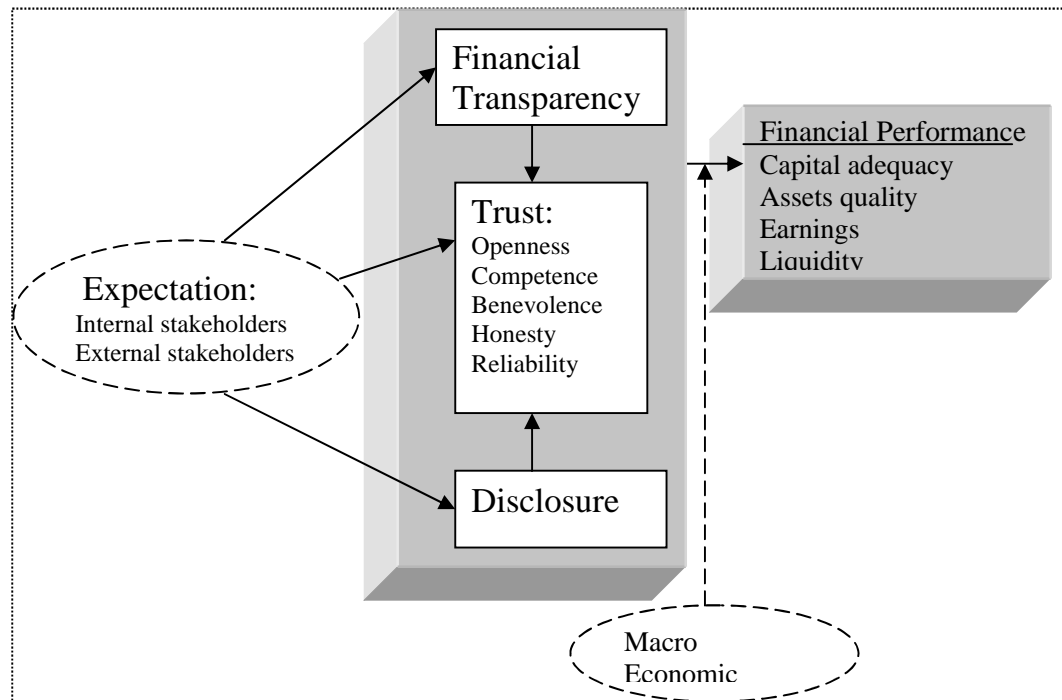 Financial
Transparency
Financial Performance
Capital adequacy
Assets quality
Earnings
Liquidity
Trust:
Openness
Competence
Benevolence
Honesty
Reliability
Expectation:
Internal stakeholders
External stakeholders
Disclosure
Macro
Economic